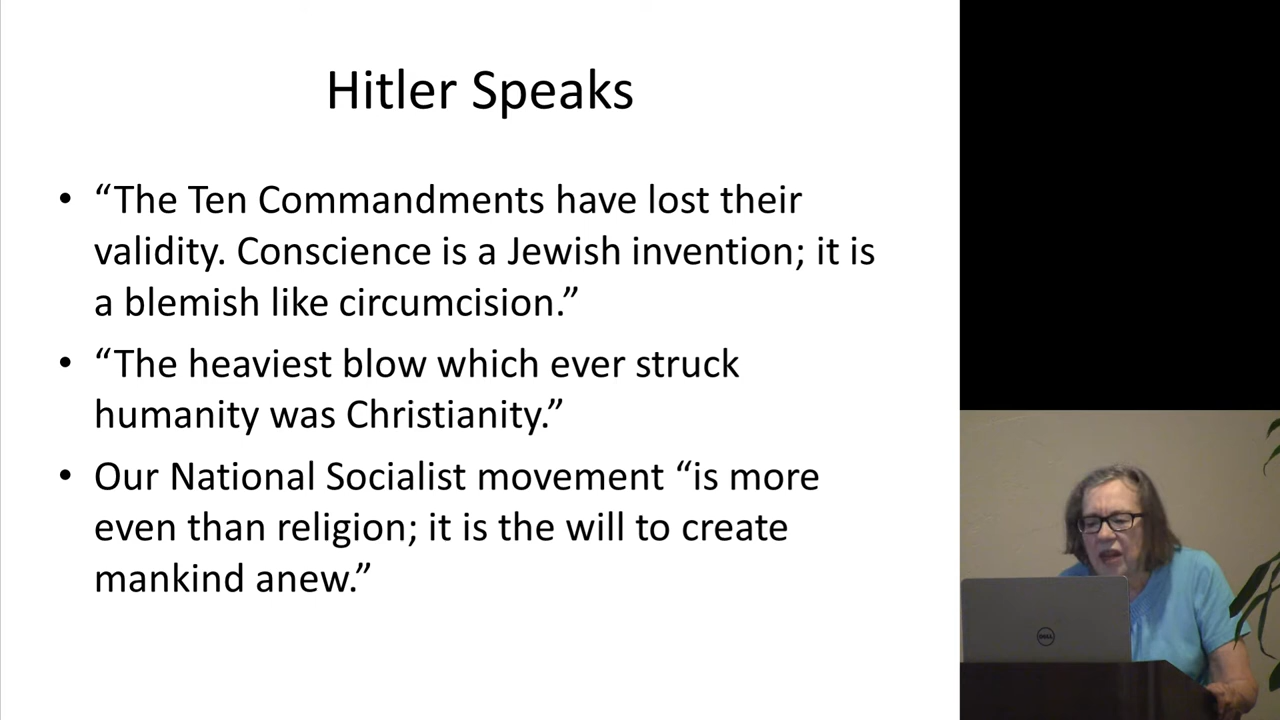 Hitler Speaks
• “The Ten Commandments have lost their
validity. Conscience is a Jewish invention; it is
a blemish like circumcision.”
• “The heaviest blow which ever struck
humanity was Christianity.”
• Our National Socialist movement “is more
even than religion; it is the will to create
mankind anew.”
DELL